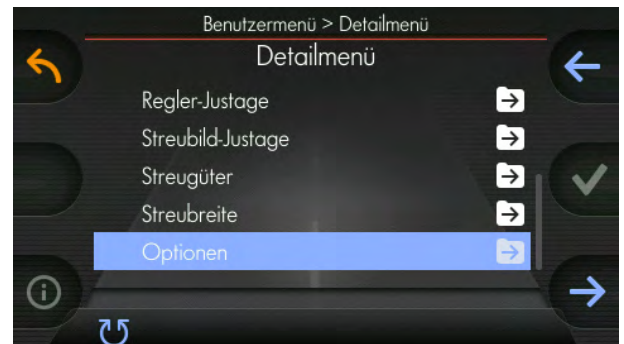 Benutzermenü > Detailmenü
Detailmenü
Regler-Justage
Streubild-Justage
Streugüter
Streubreite
Optionen